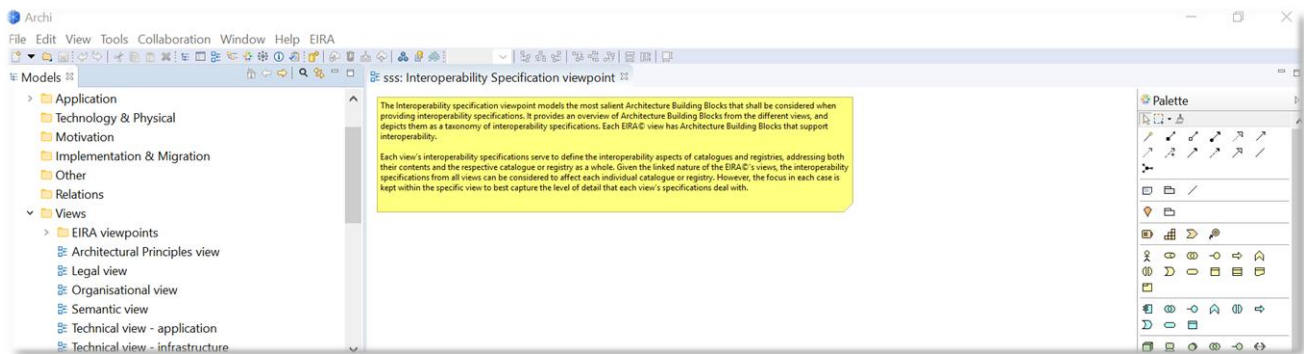 Archi
File Edit View Tools Collaboration Window Help EIRA
Models
sss: Interoperability Specification viewpoint
Application
Technology & Physical
Motivation
Implementation & Migration
Other
Relations
Views
EIRA viewpoints
Architectural Principles view
Legal view
Organisational view
Semantic view
Technical view - application
Technical view - infrastructure
The Interoperability specification viewpoint models the most salient Architecture Building Blocks that shall be considered when
providing interoperability specifications. It provides an overview of Architecture Building Blocks from the different views, and
depicts them as a taxonomy of interoperability specifications. Each EIRA© view has Architecture Building Blocks that support
interoperability.
Each view's interoperability specifications serve to define the interoperability aspects of catalogues and registries, addressing both
their contents and the respective catalogue or registry as a whole. Given the linked nature of the EIRA©'s views, the interoperability
specifications from all views can be considered to affect each individual catalogue or registry. However, the focus in each case is
kept within the specific view to best capture the level of detail that each view's specifications deal with.
Palette